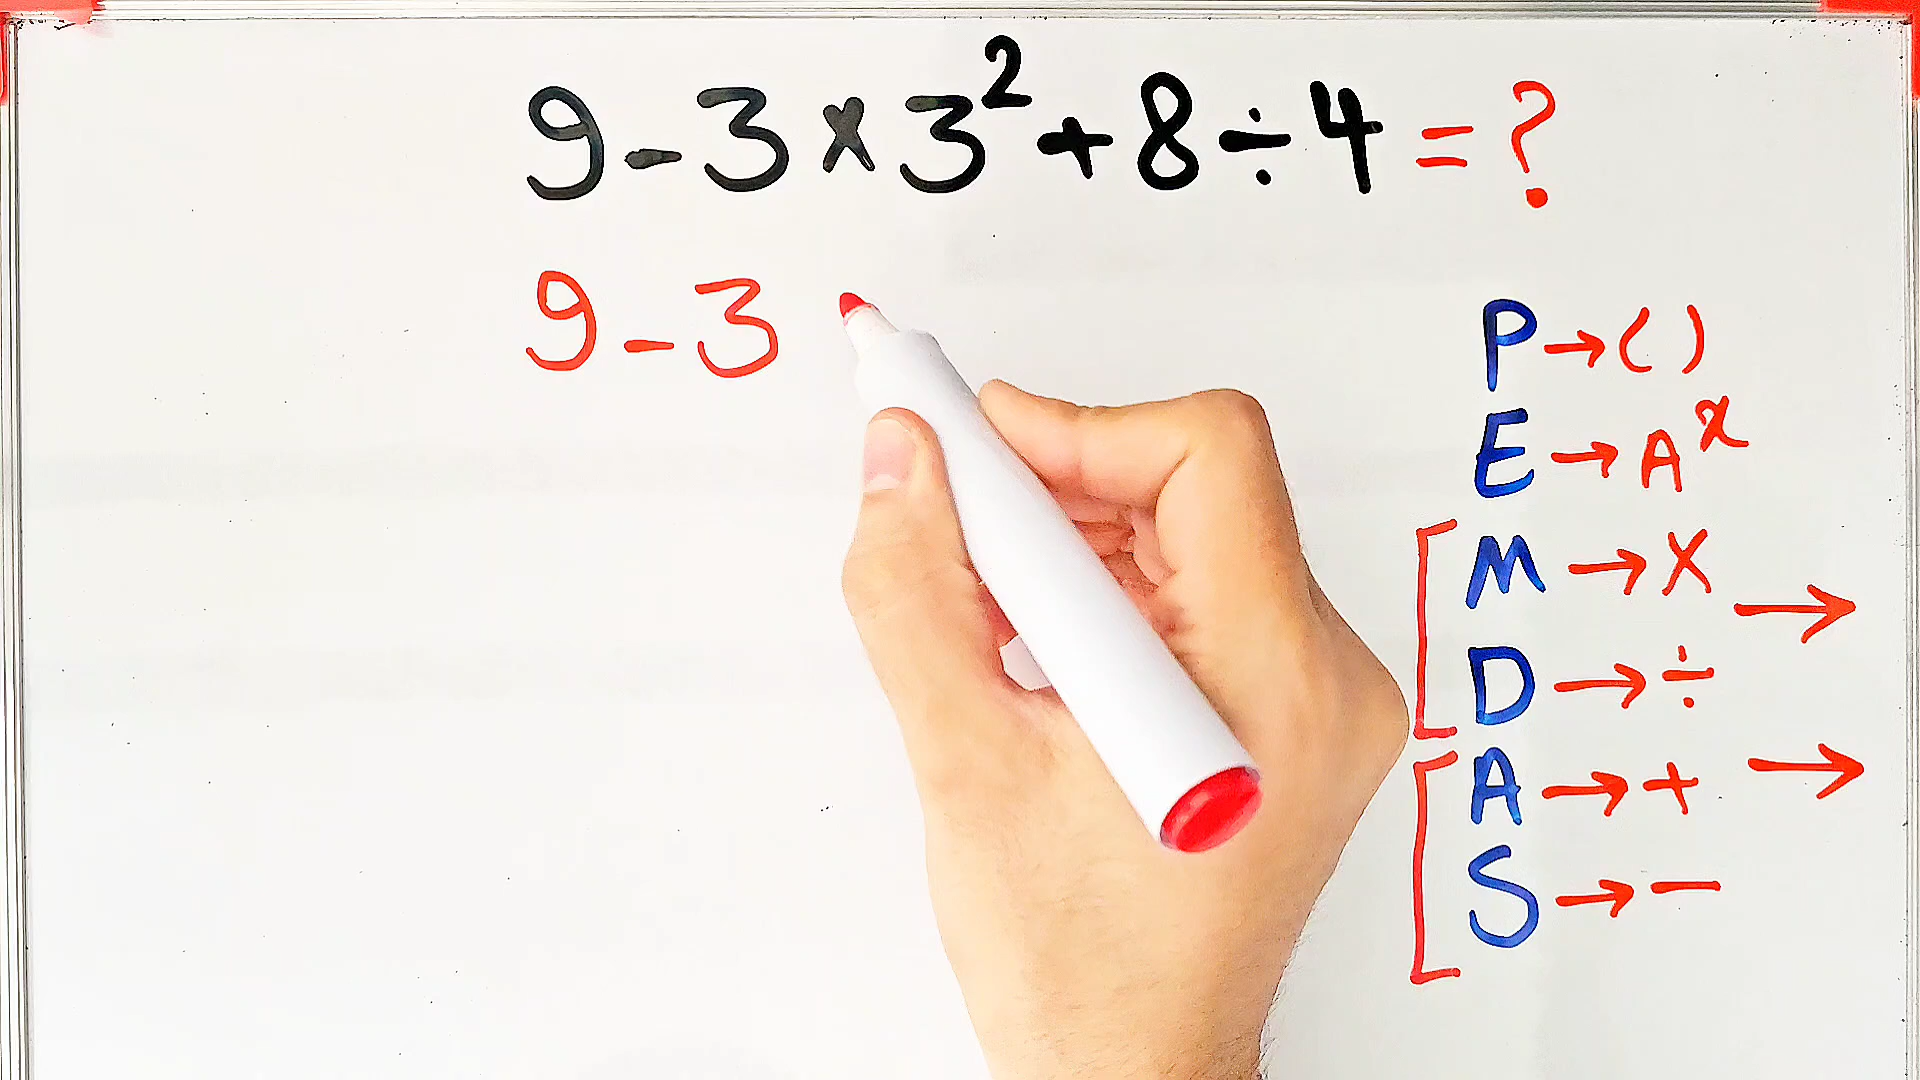 9 - 3 × 3² + 8 ÷ 4 = ?
9 - 3
P → ( )
E → Aˣ
M → × →
D → ÷
A → + →
S → −